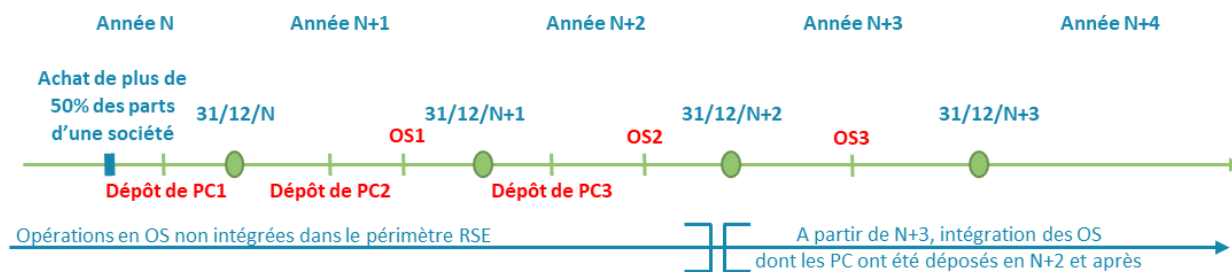 Année N
Année N+1
Année N+2
Année N+3
Année N+4
Achat de plus de
50% des parts
d'une société
31/12/N
31/12/N+1
31/12/N+2
31/12/N+3
OS1
OS2
OS3
Dépôt de PC1
Dépôt de PC2
Dépôt de PC3
Opérations en OS non intégrées dans le périmètre RSE
A partir de N+3, intégration des OS
dont les PC ont été déposés en N+2 et après